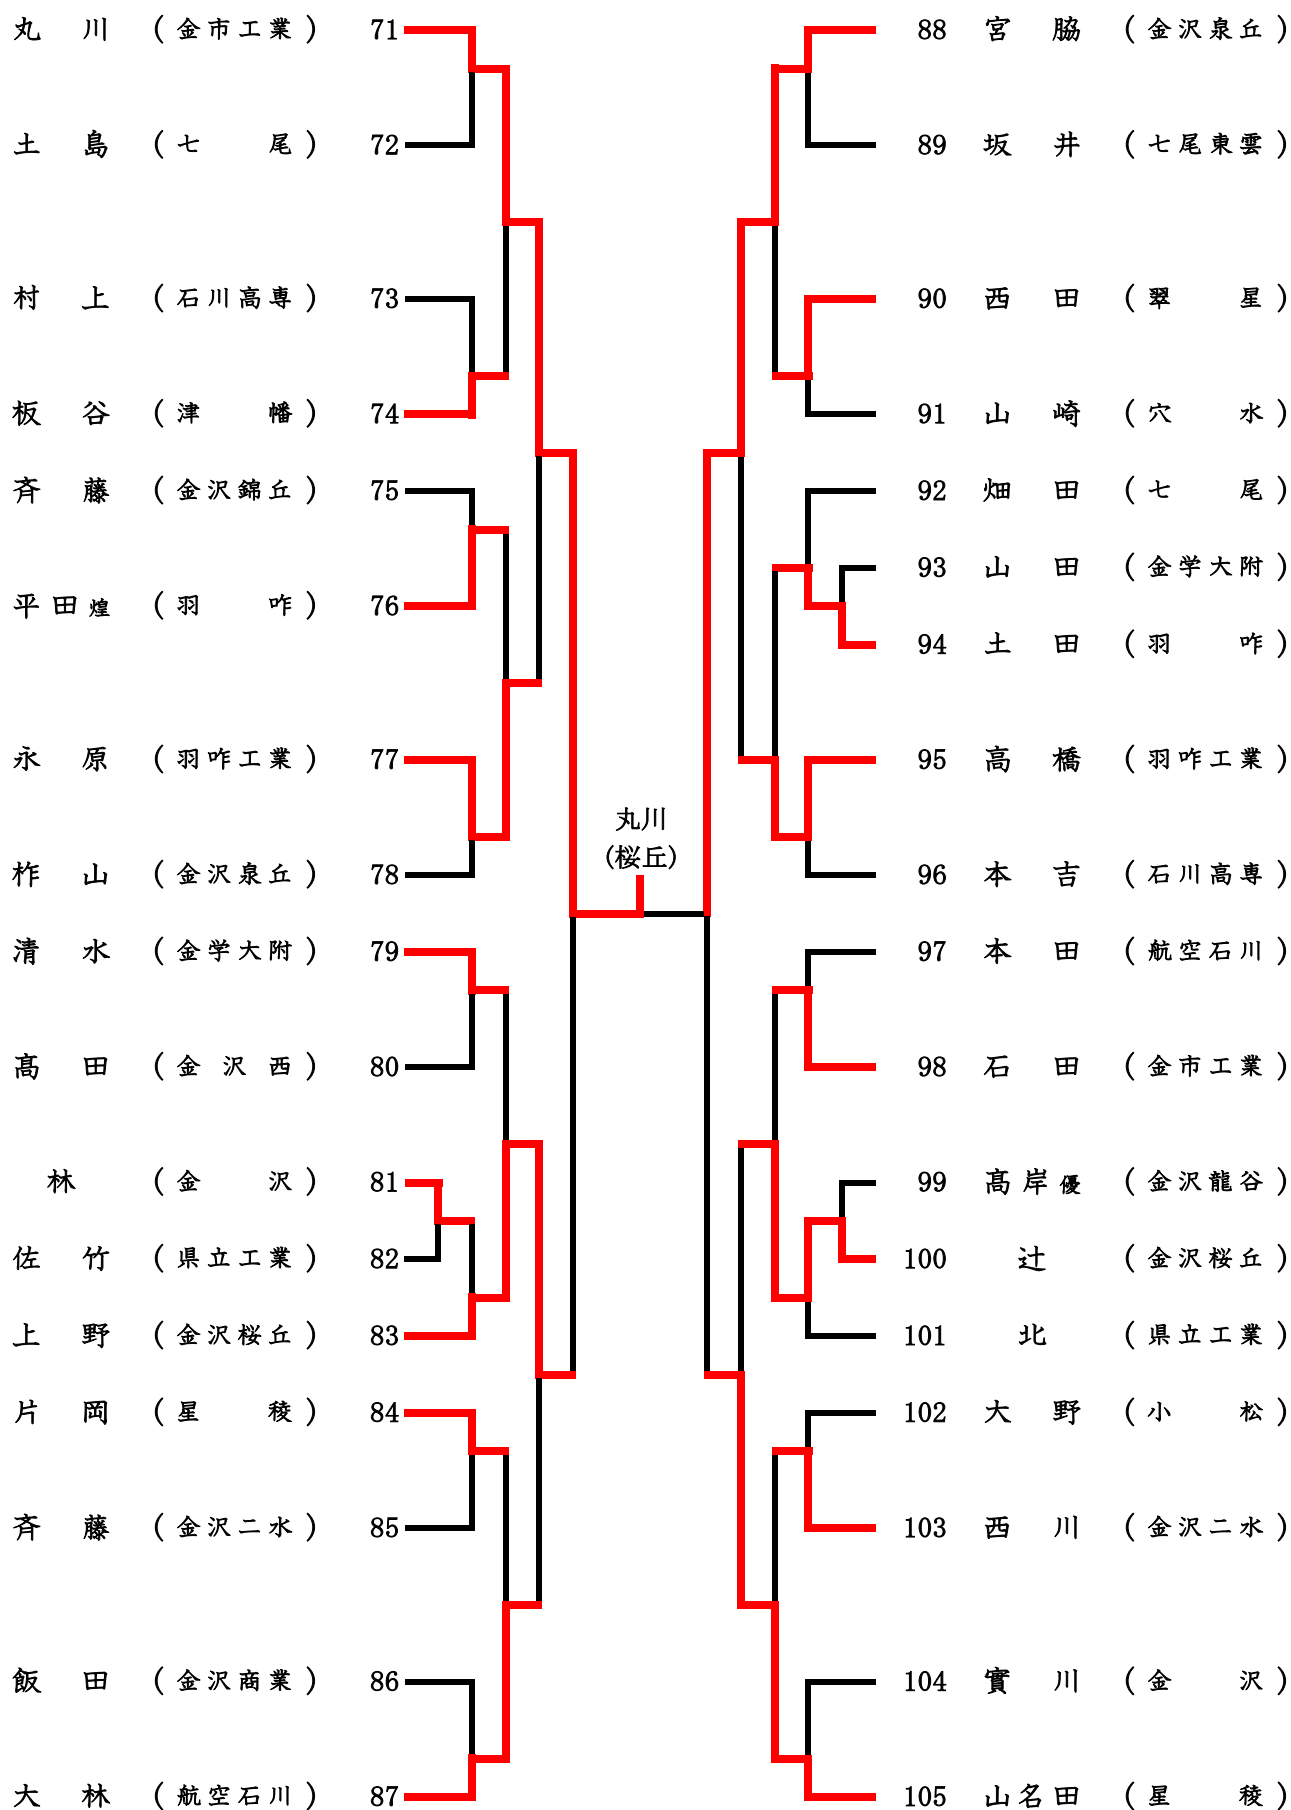 丸川 (金市工業) 71
土島 (七尾) 72
村上 (石川高専) 73
板谷 (津幡) 74
斉藤 (金沢錦丘) 75
平田煌 (羽咋) 76
永原 (羽咋工業) 77
柞山 (金沢泉丘) 78
清水 (金学大附) 79
髙田 (金沢西) 80
林 (金沢) 81
佐竹 (県立工業) 82
上野 (金沢桜丘) 83
片岡 (星稜) 84
斉藤 (金沢二水) 85
飯田 (金沢商業) 86
大林 (航空石川) 87
丸川
(桜丘)
88 宮脇 (金沢泉丘)
89 坂井 (七尾東雲)
90 西田 (翠星)
91 山崎 (穴水)
92 畑田 (七尾)
93 山田 (金学大附)
94 土田 (羽咋)
95 高橋 (羽咋工業)
96 本吉 (石川高専)
97 本田 (航空石川)
98 石田 (金市工業)
99 髙岸優 (金沢龍谷)
100 辻 (金沢桜丘)
101 北 (県立工業)
102 大野 (小松)
103 西川 (金沢二水)
104 實川 (金沢)
105 山名田 (星稜)